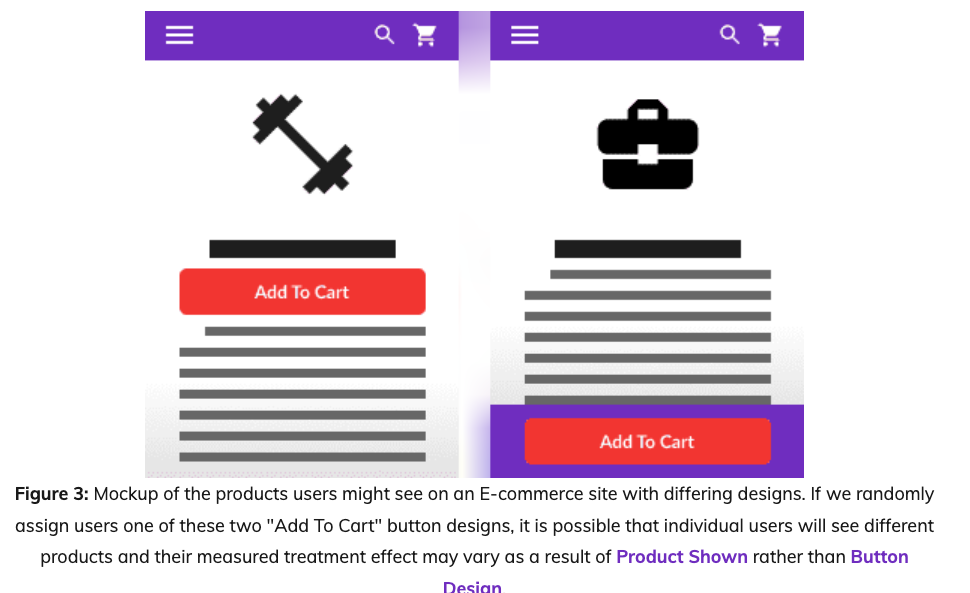 Add To Cart
Add To Cart
Figure 3: Mockup of the products users might see on an E-commerce site with differing designs. If we randomly
assign users one of these two "Add To Cart" button designs, it is possible that individual users will see different
products and their measured treatment effect may vary as a result of Product Shown rather than Button
Design